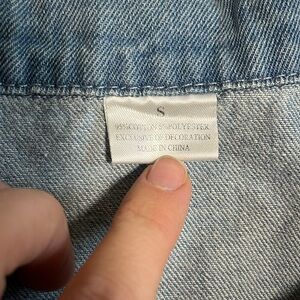 S
95%COTTON 5%POLYESTER
EXCLUSIVE OF DECORATION
MADE IN CHINA